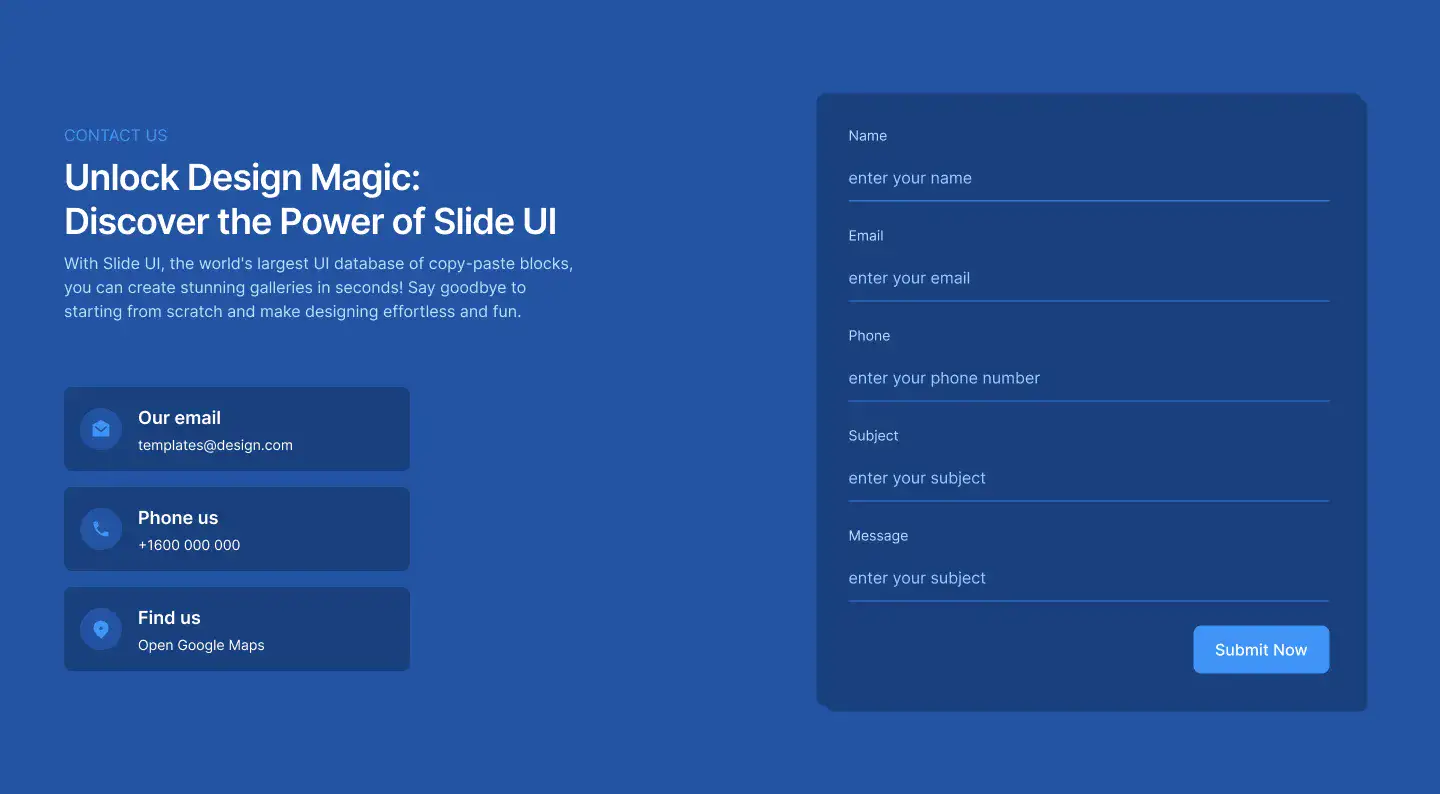 CONTACT US
Unlock Design Magic:
Discover the Power of Slide UI
With Slide UI, the world's largest UI database of copy-paste blocks,
you can create stunning galleries in seconds! Say goodbye to
starting from scratch and make designing effortless and fun.
Our email
templates@design.com
Phone us
+1600 000 000
Find us
Open Google Maps
Name
enter your name
Email
enter your email
Phone
enter your phone number
Subject
enter your subject
Message
enter your subject
Submit Now